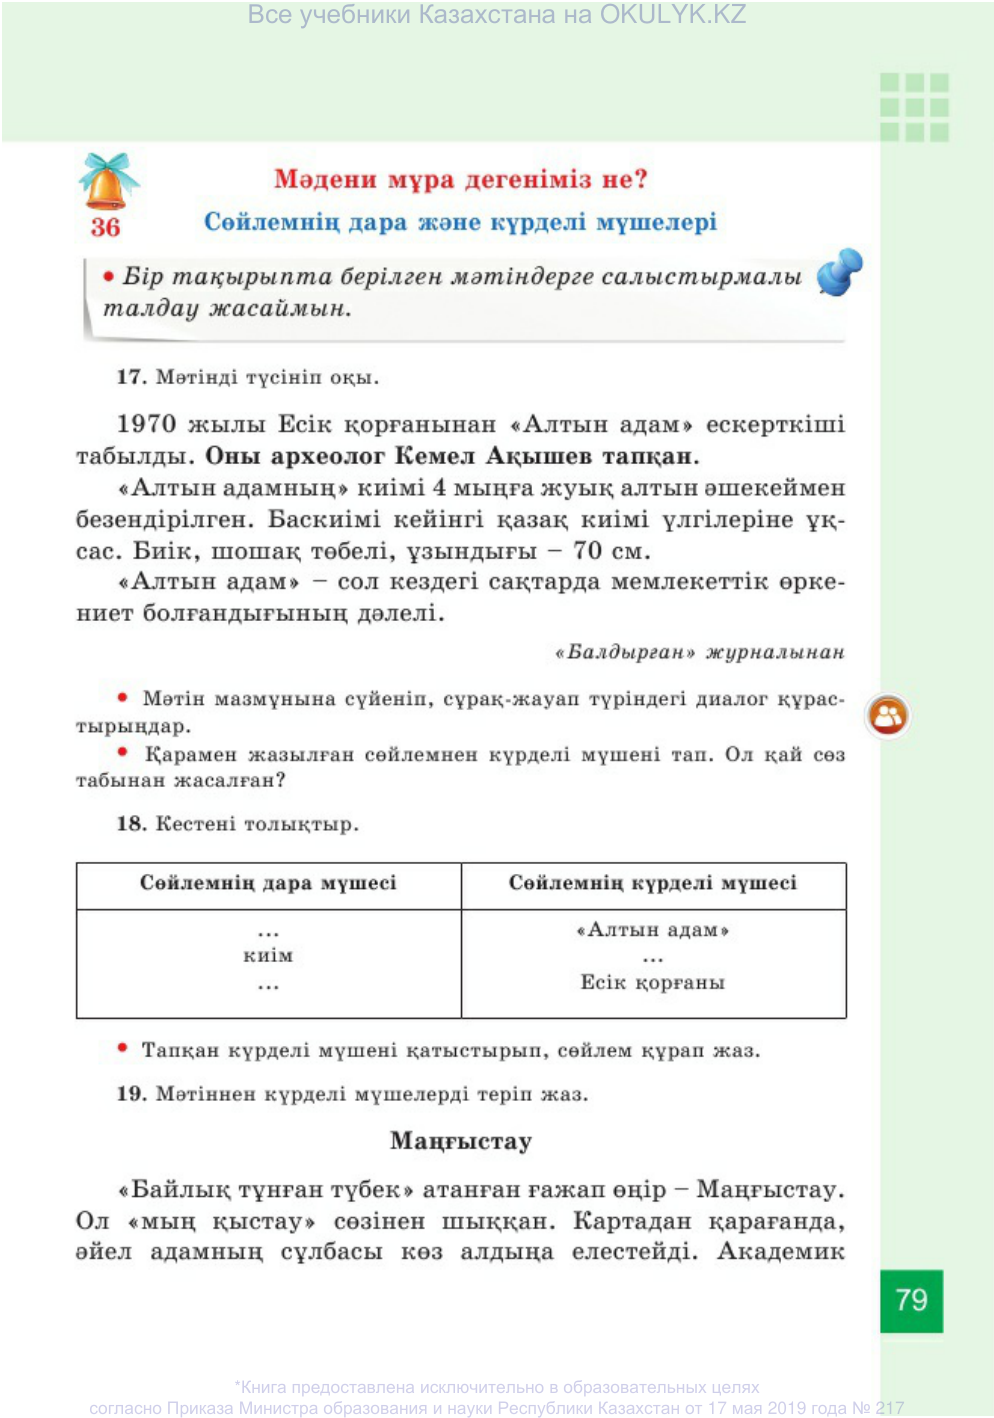 Все учебники Казахстана на OKULYK.KZ
36
Мәдени мұра дегеніміз не?
Сөйлемнің дара және күрделі мүшелері
• Бір тақырыпта берілген мәтіндерге салыстырмалы
талдау жасаймын.
17. Мәтінді түсініп оқы.
1970 жылы Есік қорғанынан «Алтын адам» ескерткіші
табылды. Оны археолог Кемел Ақышев тапқан.
«Алтын адамның» киімі 4 мыңға жуық алтын әшекеймен
безендірілген. Баскиімі кейінгі қазақ киімі үлгілеріне ұқ-
сас. Биік, шошақ төбелі, ұзындығы – 70 см.
«Алтын адам» – сол кездегі сақтарда мемлекеттік өрке-
ниет болғандығының дәлелі.
«Балдырған» журналынан
• Мәтін мазмұнына сүйеніп, сұрақ-жауап түріндегі диалог құрас-
тырыңдар.
• Қарамен жазылған сөйлемнен күрделі мүшені тап. Ол қай сөз
табынан жасалған?
18. Кестені толықтыр.
Сөйлемнің дара мүшесі Сөйлемнің күрделі мүшесі
... «Алтын адам»
киім ...
... Есік қорғаны
• Тапқан күрделі мүшені қатыстырып, сөйлем құрап жаз.
19. Мәтіннен күрделі мүшелерді теріп жаз.
Маңғыстау
«Байлық тұнған түбек» атанған ғажап өңір – Маңғыстау.
Ол «мың қыстау» сөзінен шыққан. Картадан қарағанда,
әйел адамның сұлбасы көз алдыңа елестейді. Академик
79
*Книга предоставлена исключительно в образовательных целях
согласно Приказа Министра образования и науки Республики Казахстан от 17 мая 2019 года № 217